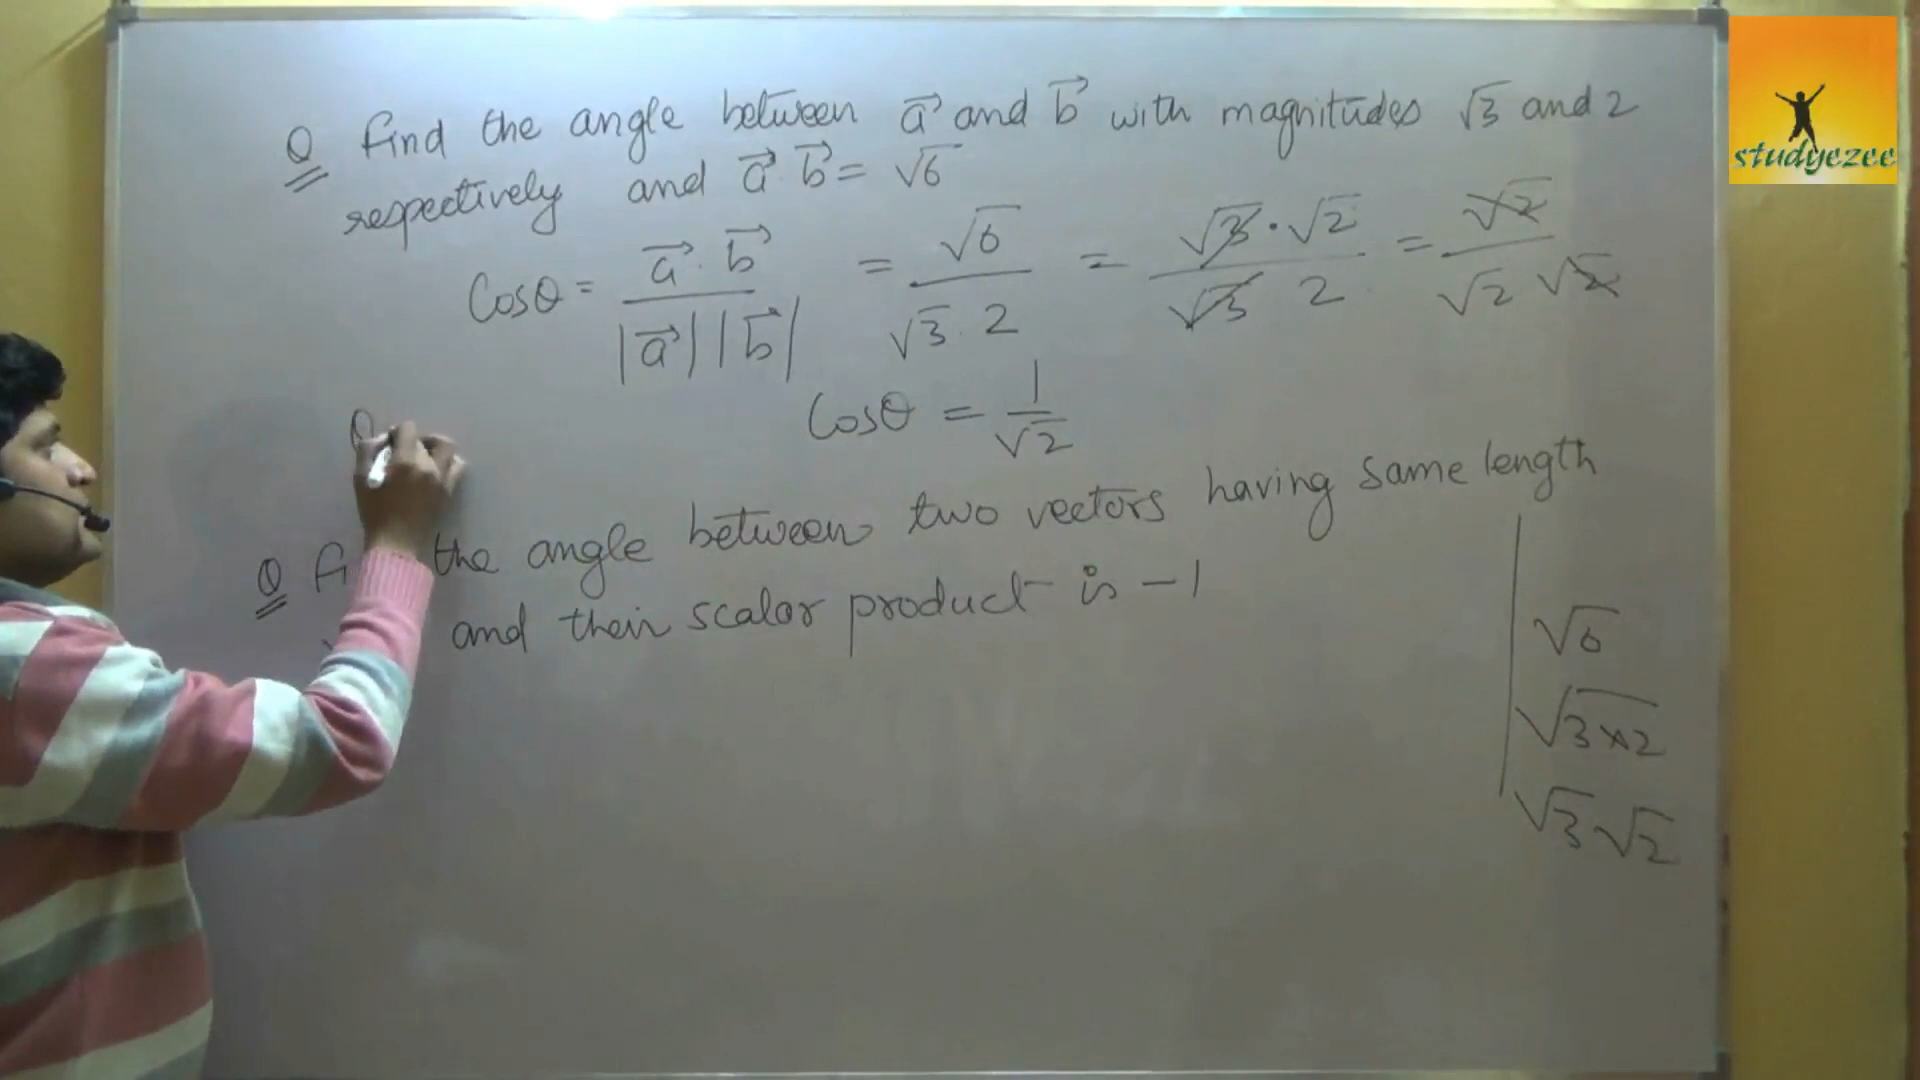 Q Find the angle between a⃗ and b⃗ with magnitudes √3 and 2
respectively and a⃗.b⃗ = √6
Cosθ = a⃗.b⃗ / |a⃗||b⃗| = √6 / √3.2 = √3.√2 / √3 2 = √2 / √2 √2
Cosθ = 1/√2
Q the angle between two vectors having same length
and their scalar product is -1
√6
√3×2
√3√2
studyezee